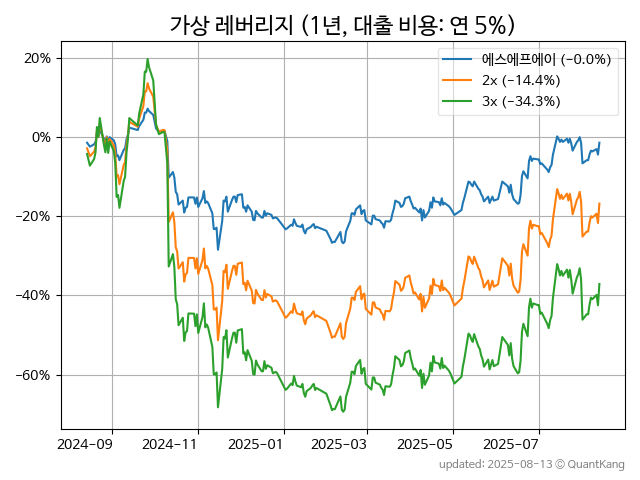 가상 레버리지 (1년, 대출 비용: 연 5%)
에스에프에이 (−0.0%)
2x (−14.4%)
3x (−34.3%)
20%
0%
−20%
−40%
−60%
2024-09 2024-11 2025-01 2025-03 2025-05 2025-07
updated: 2025-08-13 © QuantKang